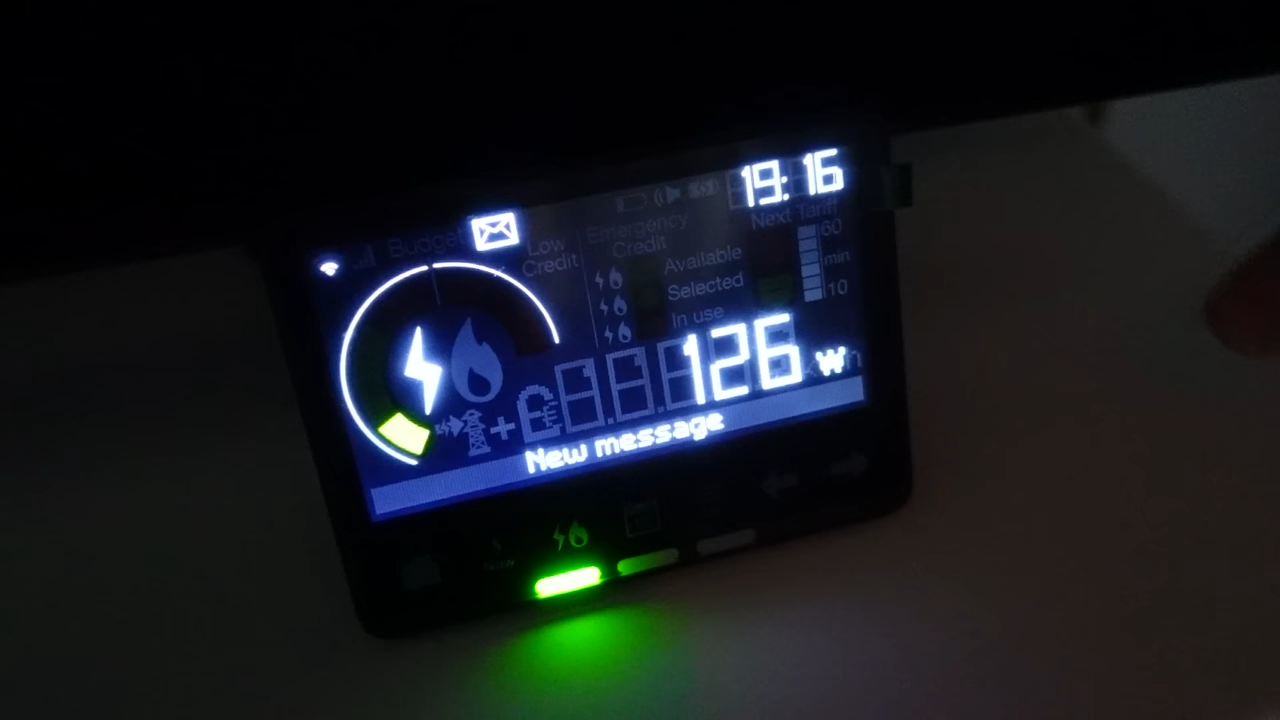 19:16
Budget
Low
Credit
Emergency
Credit
Next Tariff
Available
Selected
In use
60
min
10
+£
126 W
New message